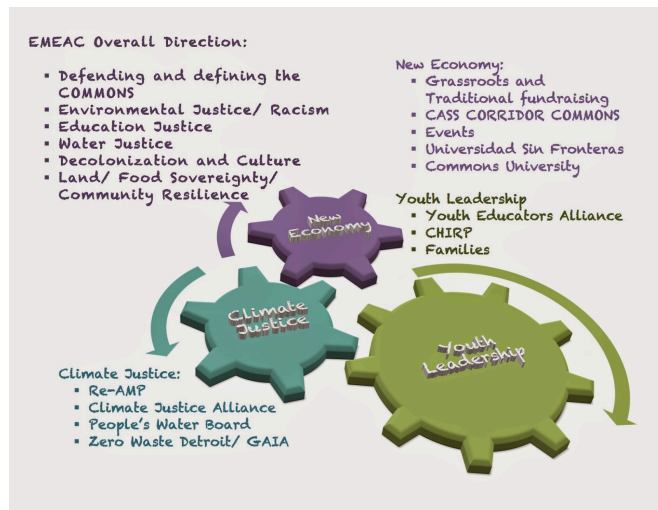 EMEAC Overall Direction:
▪ Defending and defining the
COMMONS
▪ Environmental Justice/ Racism
▪ Education Justice
▪ Water Justice
▪ Decolonization and Culture
▪ Land/ Food Sovereignty/
Community Resilience
New Economy:
▪ Grassroots and
Traditional fundraising
▪ CASS CORRIDOR COMMONS
▪ Events
▪ Universidad Sin Fronteras
▪ Commons University
Youth Leadership
▪ Youth Educators Alliance
▪ CHIRP
▪ Families
New
Economy
Climate
Justice
Youth
Leadership
Climate Justice:
▪ Re-AMP
▪ Climate Justice Alliance
▪ People's Water Board
▪ Zero Waste Detroit/ GAIA